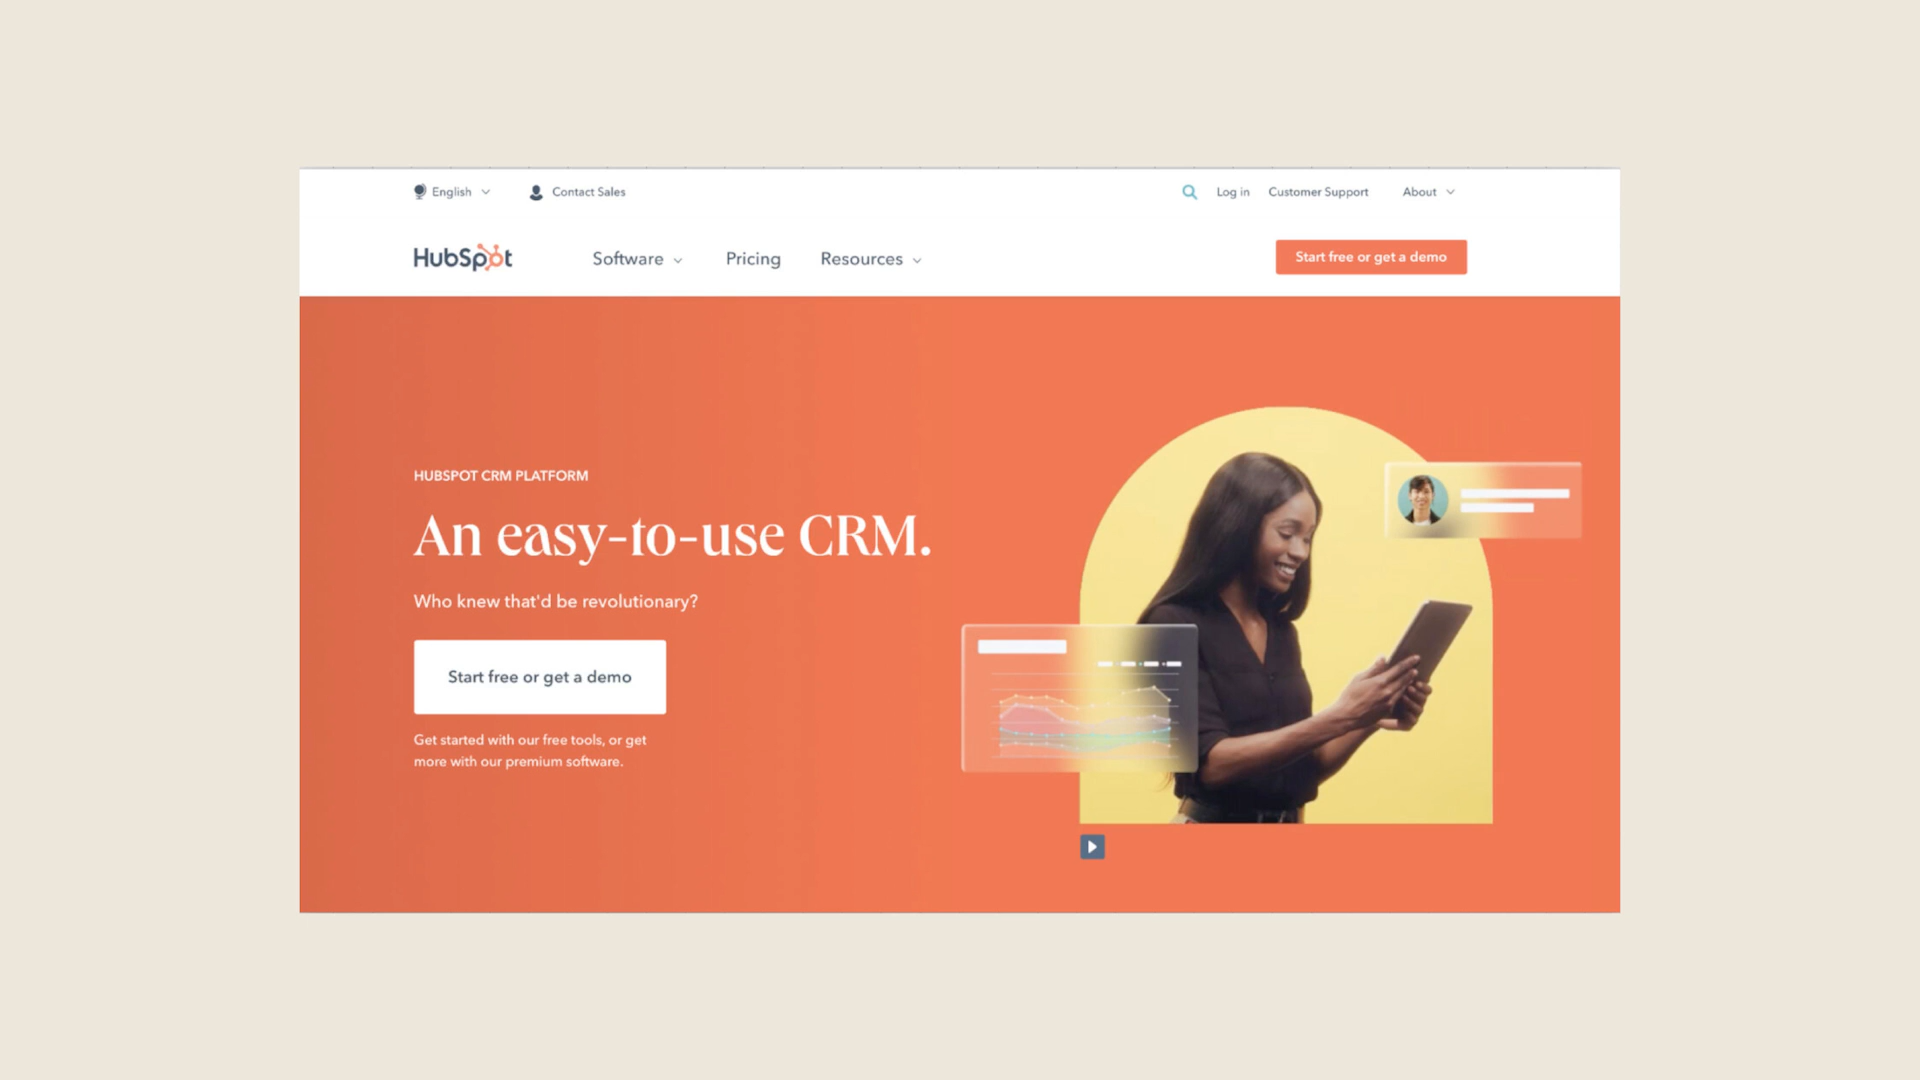 English
Contact Sales
Log in
Customer Support
About
HubSpot
Software
Pricing
Resources
Start free or get a demo
HUBSPOT CRM PLATFORM
An easy-to-use CRM.
Who knew that'd be revolutionary?
Start free or get a demo
Get started with our free tools, or get
more with our premium software.